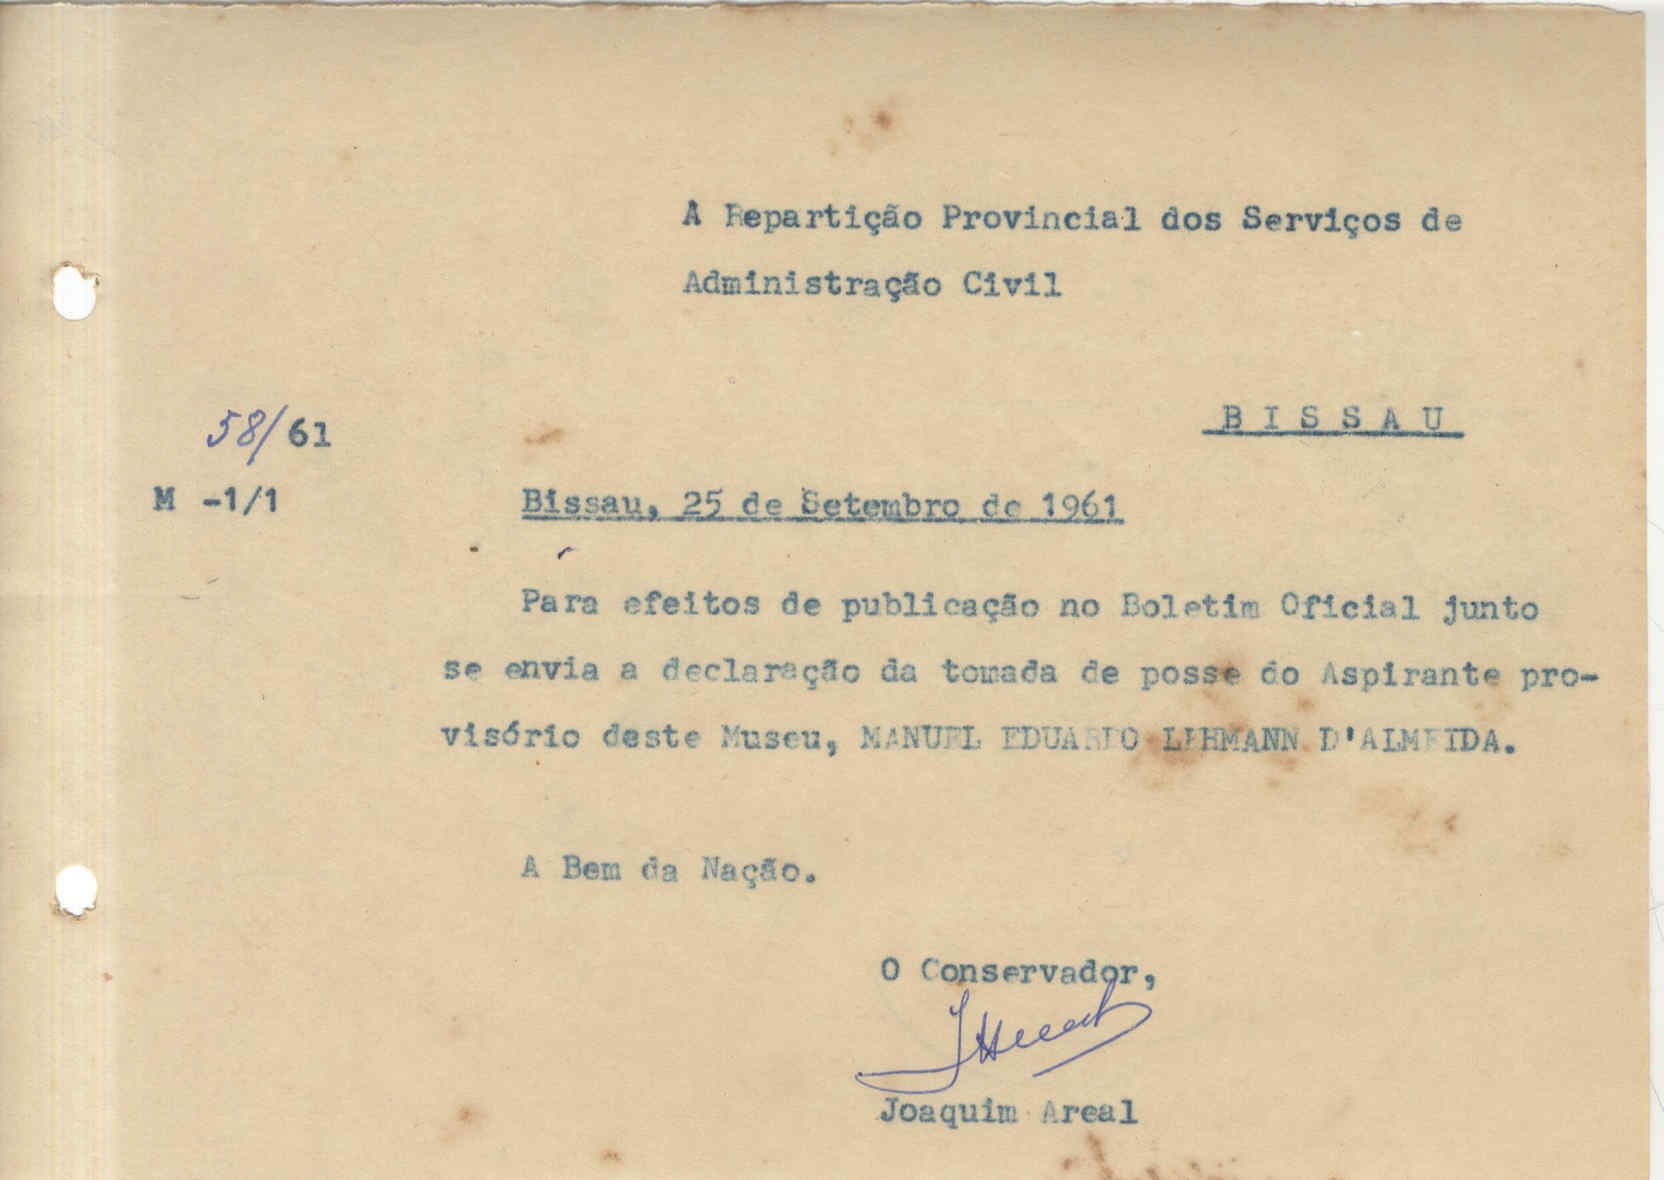 A Repartição Provincial dos Serviços de
Administração Civil
BISSAU
58/61
M -1/1
Bissau, 25 de Setembro de 1961
Para efeitos de publicação no Boletim Oficial junto
se envia a declaração da tomada de posse do Aspirante pro-
visório deste Museu, MANUEL EDUARDO LEHMANN D'ALMEIDA.
A Bem da Nação.
O Conservador,
Joaquim Areal